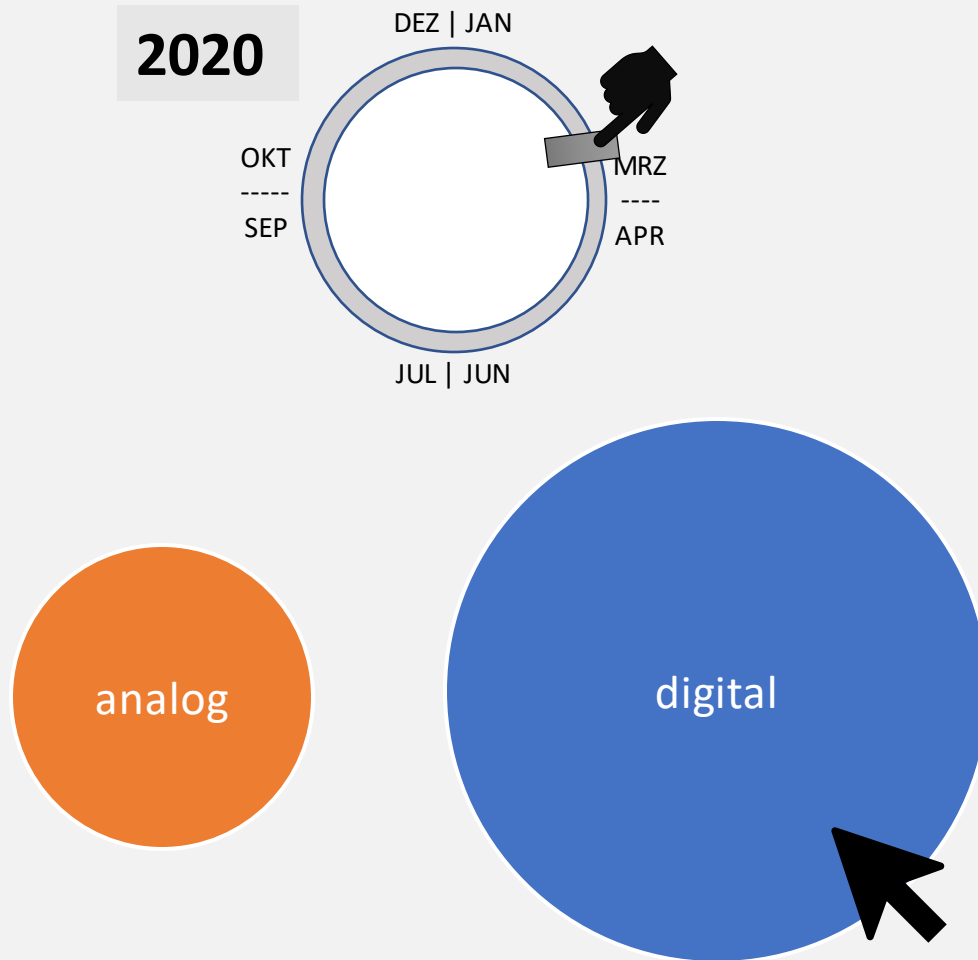 2020
DEZ | JAN
OKT
-----
SEP
MRZ
----
APR
JUL | JUN
analog
digital